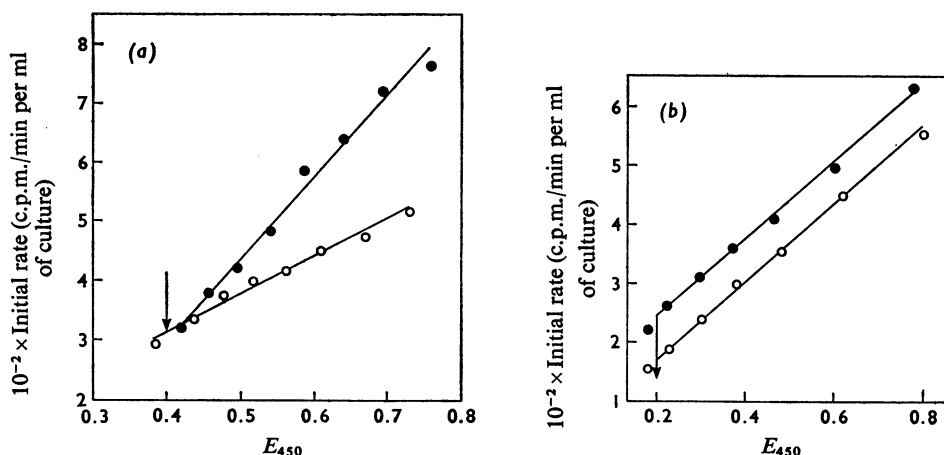 (a)
10⁻² × Initial rate (c.p.m./min per ml
of culture)
8
7
6
5
4
3
2
0.3 0.4 0.5 0.6 0.7 0.8
E₄₅₀
(b)
10⁻² × Initial rate (c.p.m./min per ml
of culture)
6
5
4
3
2
1
0.2 0.4 0.6 0.8
E₄₅₀